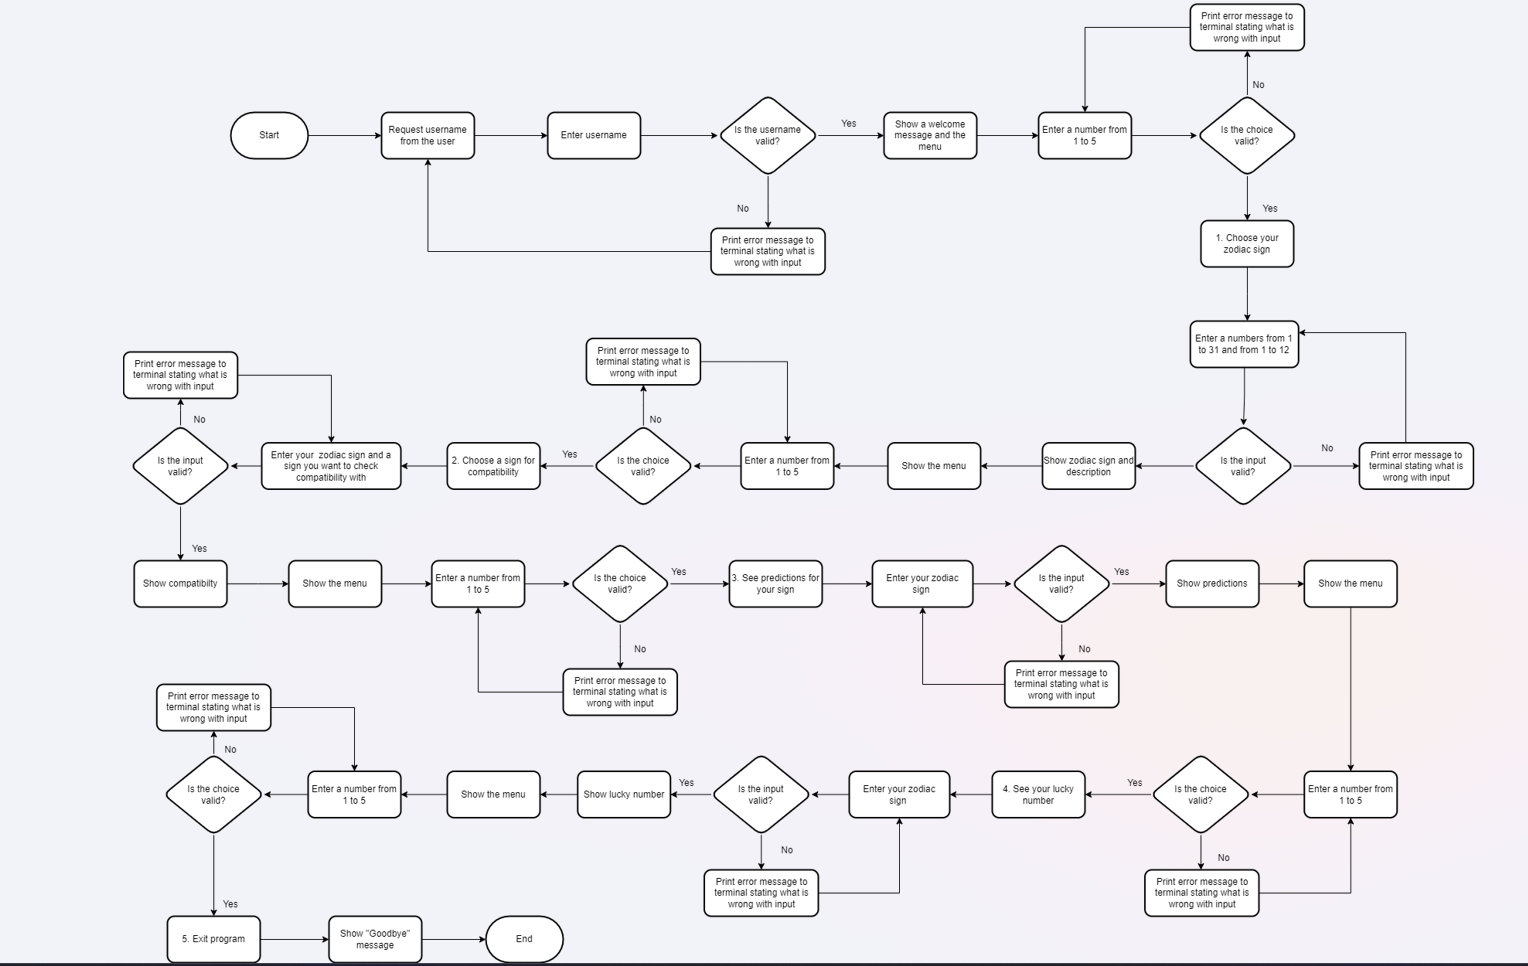 Print error message to
terminal stating what is
wrong with input
No
Start
Request username
from the user
Enter username
Is the username
valid?
Yes
Show a welcome
message and the
menu
Enter a number from
1 to 5
Is the choice
valid?
No
Print error message to
terminal stating what is
wrong with input
Yes
1. Choose your
zodiac sign
Enter a numbers from 1
to 31 and from 1 to 12
Is the input
valid?
No
Print error message to
terminal stating what is
wrong with input
Show zodiac sign and
description
Show the menu
Enter a number from
1 to 5
Is the choice
valid?
No
Print error message to
terminal stating what is
wrong with input
Yes
2. Choose a sign for
compatibility
Enter your  zodiac sign and a
sign you want to check
compatibility with
Is the input
valid?
No
Print error message to
terminal stating what is
wrong with input
Yes
Show compatibilty
Show the menu
Enter a number from
1 to 5
Is the choice
valid?
No
Print error message to
terminal stating what is
wrong with input
Yes
3. See predictions for
your sign
Enter your zodiac
sign
Is the input
valid?
No
Print error message to
terminal stating what is
wrong with input
Yes
Show predictions
Show the menu
Enter a number from
1 to 5
Is the choice
valid?
No
Print error message to
terminal stating what is
wrong with input
Yes
4. See your lucky
number
Enter your zodiac
sign
Is the input
valid?
No
Print error message to
terminal stating what is
wrong with input
Yes
Show lucky number
Show the menu
Enter a number from
1 to 5
Is the choice
valid?
No
Print error message to
terminal stating what is
wrong with input
Yes
5. Exit program
Show "Goodbye"
message
End